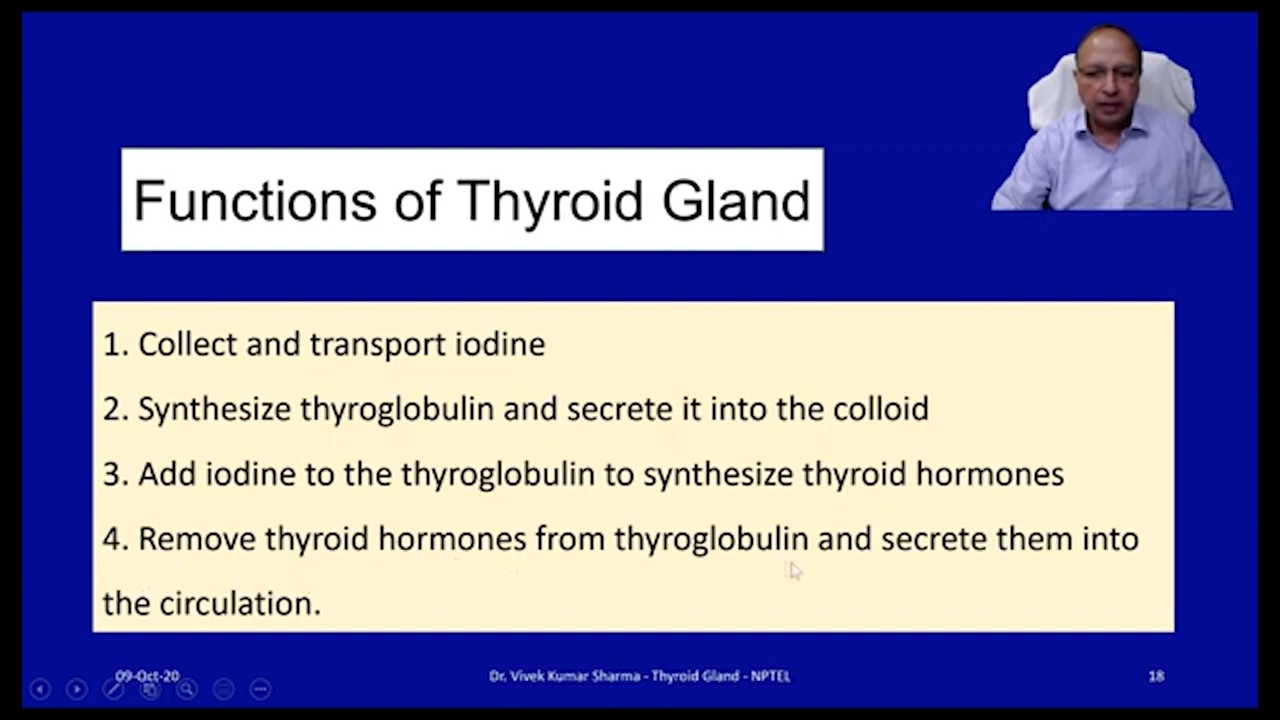 Functions of Thyroid Gland
1. Collect and transport iodine
2. Synthesize thyroglobulin and secrete it into the colloid
3. Add iodine to the thyroglobulin to synthesize thyroid hormones
4. Remove thyroid hormones from thyroglobulin and secrete them into
the circulation.
09-Oct-20
Dr. Vivek Kumar Sharma - Thyroid Gland - NPTEL
18